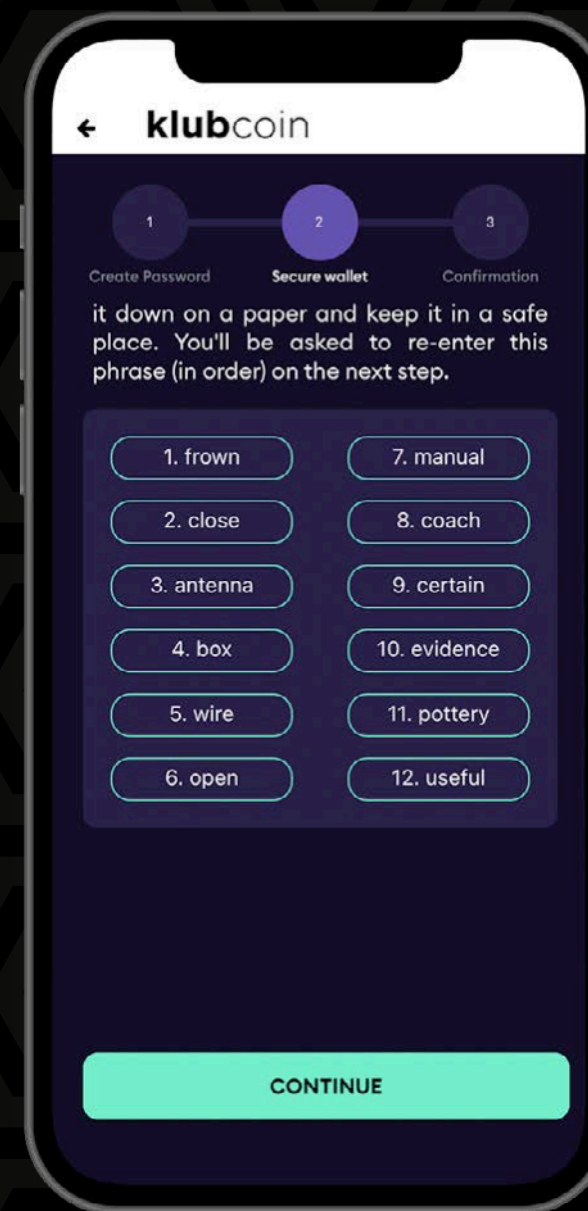 klubcoin
1
2
3
Create Password
Secure wallet
Confirmation
it down on a paper and keep it in a safe
place. You'll be asked to re-enter this
phrase (in order) on the next step.
1. frown
2. close
3. antenna
4. box
5. wire
6. open
7. manual
8. coach
9. certain
10. evidence
11. pottery
12. useful
CONTINUE